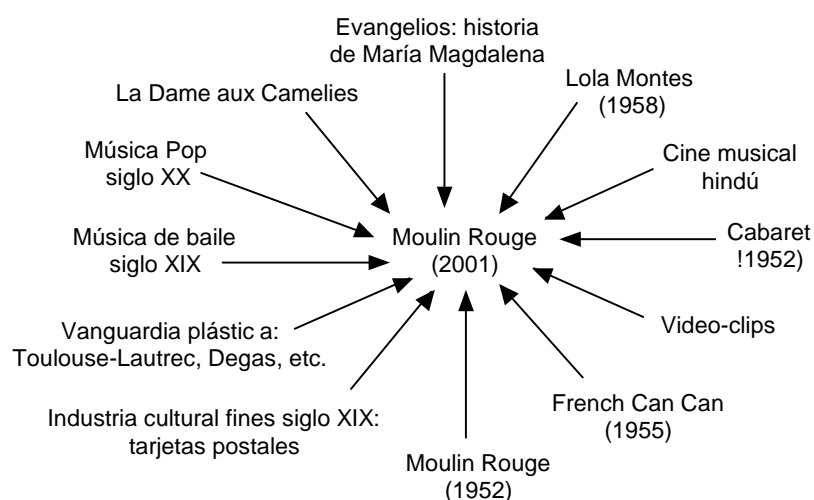 Evangelios: historia
de María Magdalena
La Dame aux Camelies
Lola Montes
(1958)
Música Pop
siglo XX
Cine musical
hindú
Música de baile
siglo XIX
Moulin Rouge
(2001)
Cabaret
!1952)
Vanguardia plástic a:
Toulouse-Lautrec, Degas, etc.
Video-clips
Industria cultural fines siglo XIX:
tarjetas postales
French Can Can
(1955)
Moulin Rouge
(1952)